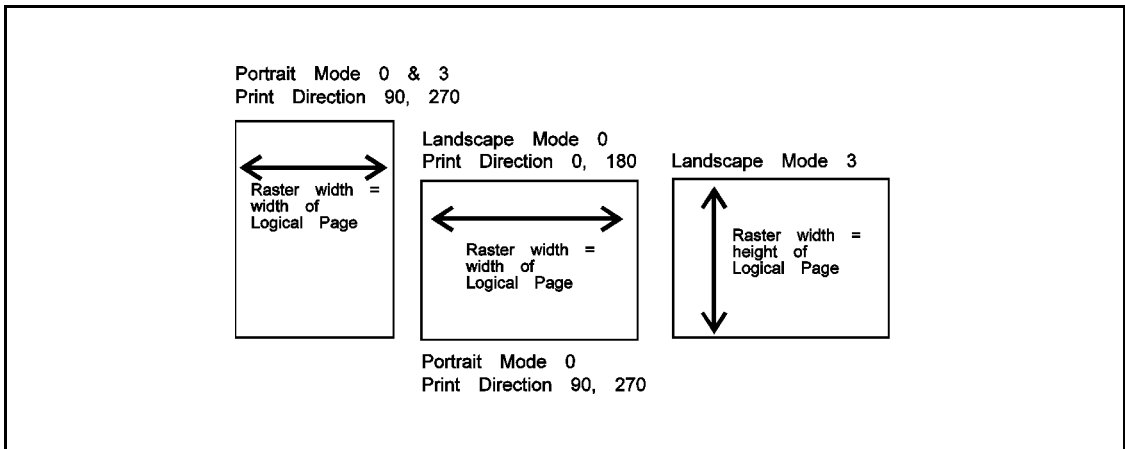 Portrait Mode 0 & 3
Print Direction 90, 270
Raster width =
width of
Logical Page
Landscape Mode 0
Print Direction 0, 180
Raster width =
width of
Logical Page
Portrait Mode 0
Print Direction 90, 270
Landscape Mode 3
Raster width =
height of
Logical Page